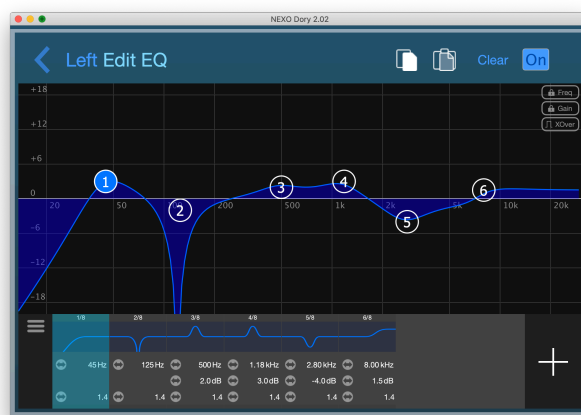 NEXO Dory 2.02
Left Edit EQ
Clear
On
+18
Freq
Gain
+12
XOver
+6
1
2
3
4
5
6
0
20
50
200
500
1k
2k
5k
10k
20k
-6
-12
-18
1/8
2/8
3/8
4/8
5/8
6/8
45 Hz
125 Hz
500 Hz
1.18 kHz
2.80 kHz
8.00 kHz
2.0 dB
3.0 dB
-4.0 dB
1.5 dB
1.4
1.4
1.4
1.4
1.4
1.4